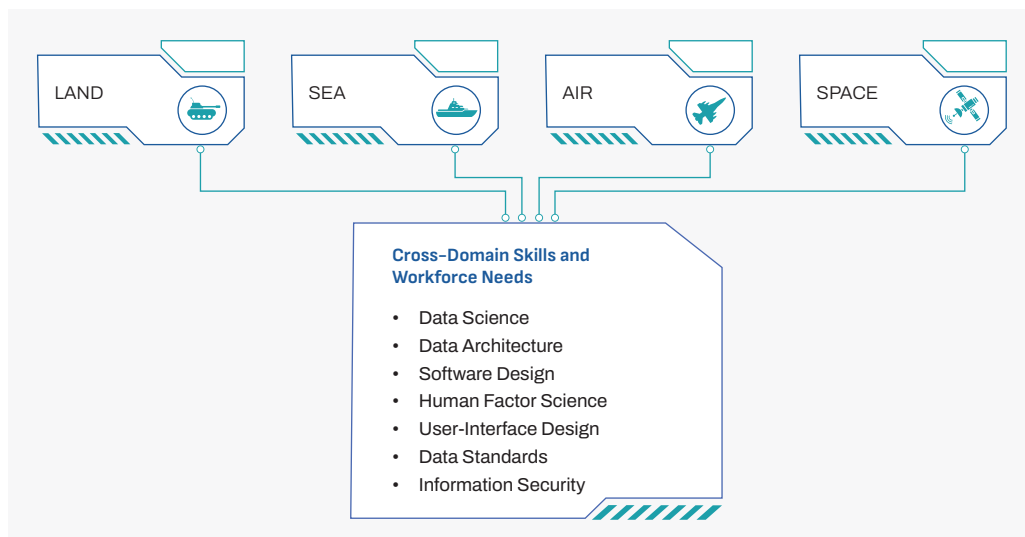 LAND
SEA
AIR
SPACE
Cross-Domain Skills and
Workforce Needs
• Data Science
• Data Architecture
• Software Design
• Human Factor Science
• User-Interface Design
• Data Standards
• Information Security